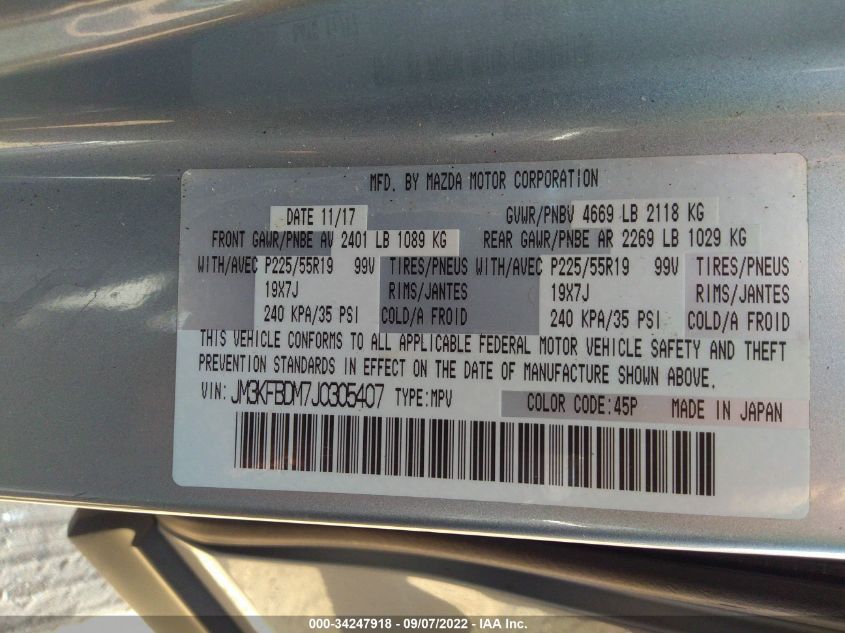 MFD. BY MAZDA MOTOR CORPORATION
DATE 11/17 GVWR/PNBV 4669 LB 2118 KG
FRONT GAWR/PNBE AV 2401 LB 1089 KG REAR GAWR/PNBE AR 2269 LB 1029 KG
WITH/AVEC P225/55R19 99V TIRES/PNEUS WITH/AVEC P225/55R19 99V TIRES/PNEUS
19X7J RIMS/JANTES 19X7J RIMS/JANTES
240 KPA/35 PSI COLD/A FROID 240 KPA/35 PSI COLD/A FROID
THIS VEHICLE CONFORMS TO ALL APPLICABLE FEDERAL MOTOR VEHICLE SAFETY AND THEFT
PREVENTION STANDARDS IN EFFECT ON THE DATE OF MANUFACTURE SHOWN ABOVE.
VIN: JM3KFBDM7J0305407 TYPE:MPV COLOR CODE:45P MADE IN JAPAN
000-34247918 - 09/07/2022 - IAA Inc.